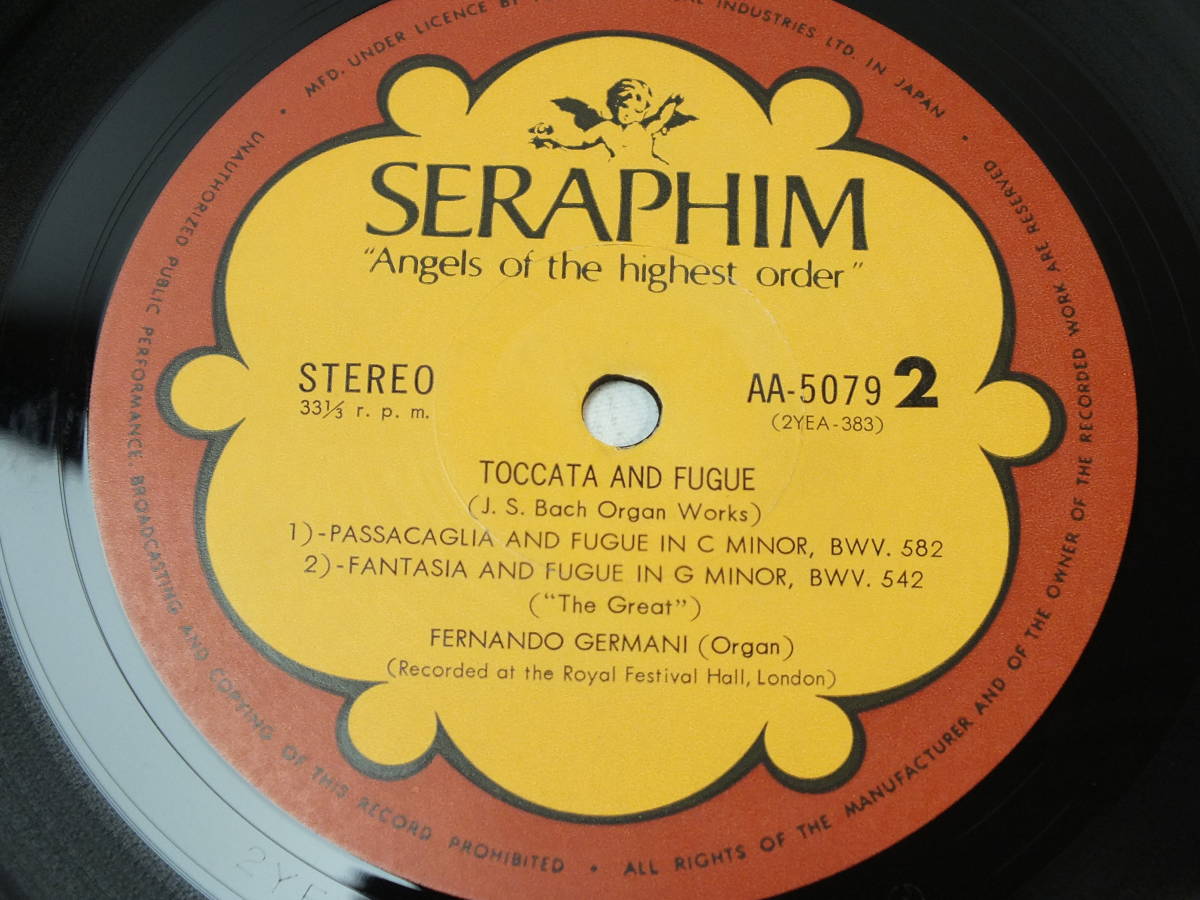 MFD. UNDER LICENCE BY INDUSTRIES LTD. IN JAPAN •
SERAPHIM
"Angels of the highest order"
STEREO
33⅓ r. p. m.
AA-5079 2
(2YEA-383)
TOCCATA AND FUGUE
(J. S. Bach Organ Works)
1)-PASSACAGLIA AND FUGUE IN C MINOR, BWV. 582
2)-FANTASIA AND FUGUE IN G MINOR, BWV. 542
("The Great")
FERNANDO GERMANI (Organ)
(Recorded at the Royal Festival Hall, London)
UNAUTHORIZED PUBLIC PERFORMANCE, BROADCASTING AND COPYING OF THIS RECORD PROHIBITED • ALL RIGHTS OF THE MANUFACTURER AND OF THE OWNER OF THE RECORDED WORK ARE RESERVED •